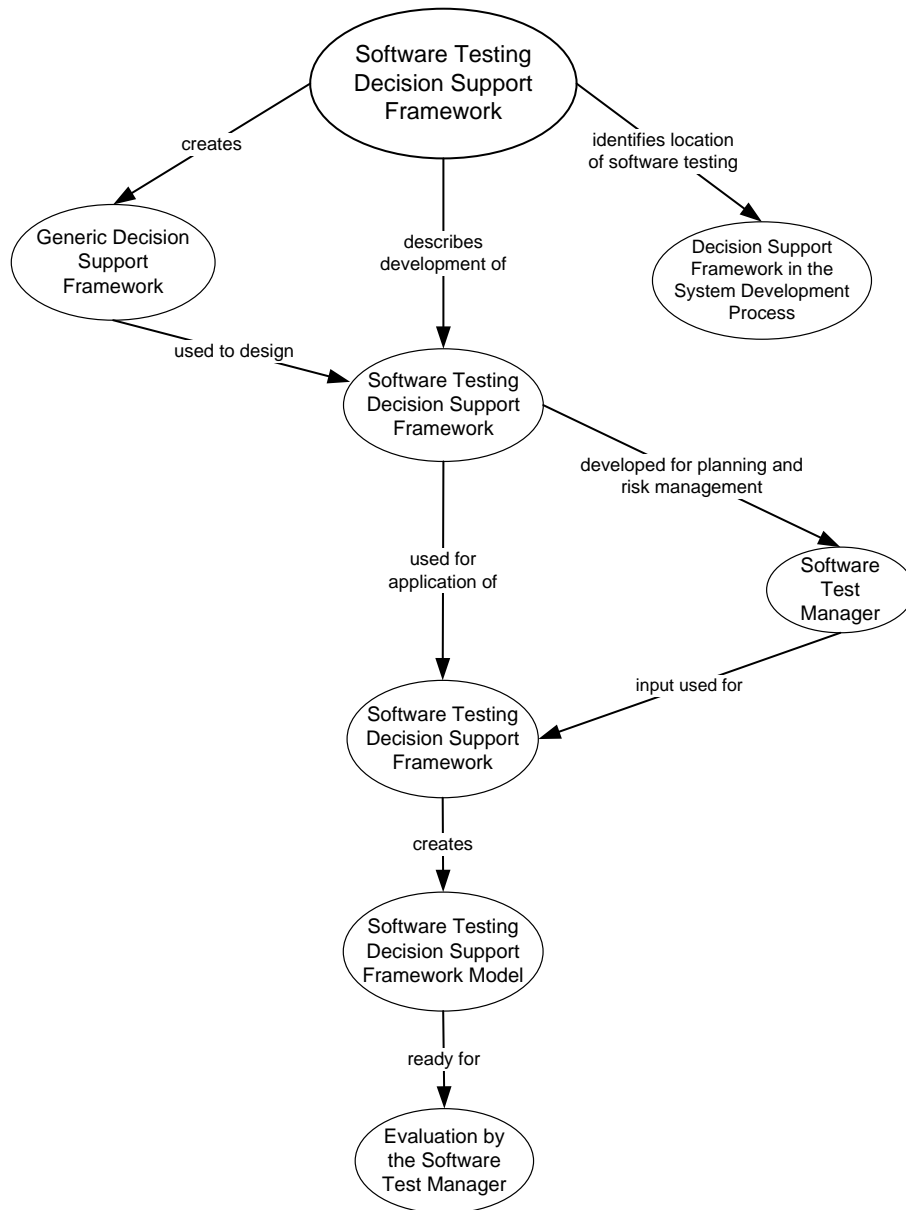 Software Testing
Decision Support
Framework
creates
identifies location
of software testing
describes
development of
Generic Decision
Support
Framework
Decision Support
Framework in the
System Development
Process
used to design
Software Testing
Decision Support
Framework
developed for planning and
risk management
used for
application of
Software
Test
Manager
input used for
Software Testing
Decision Support
Framework
creates
Software Testing
Decision Support
Framework Model
ready for
Evaluation by
the Software
Test Manager